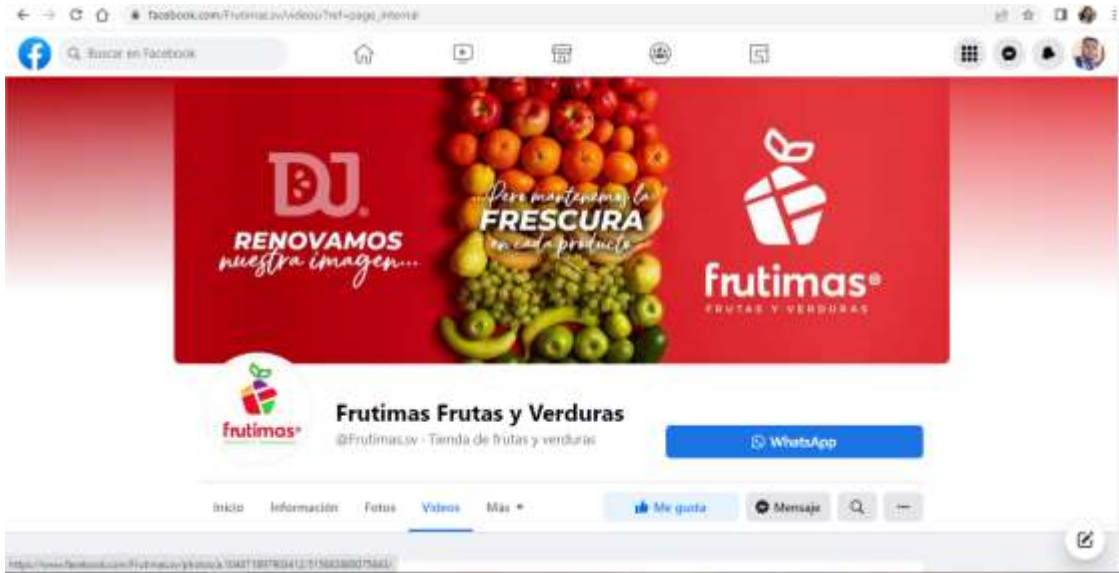 facebook.com/Frutimas.sv/videos/?ref=page_internal
Buscar en Facebook
DJ.
RENOVAMOS
nuestra imagen...
...Pero mantenemos la
FRESCURA
en cada producto
frutimas®
FRUTAS Y VERDURAS
frutimas®
Frutimas Frutas y Verduras
@Frutimas.sv · Tienda de frutas y verduras
WhatsApp
Inicio Información Fotos Videos Más
Me gusta
Mensaje